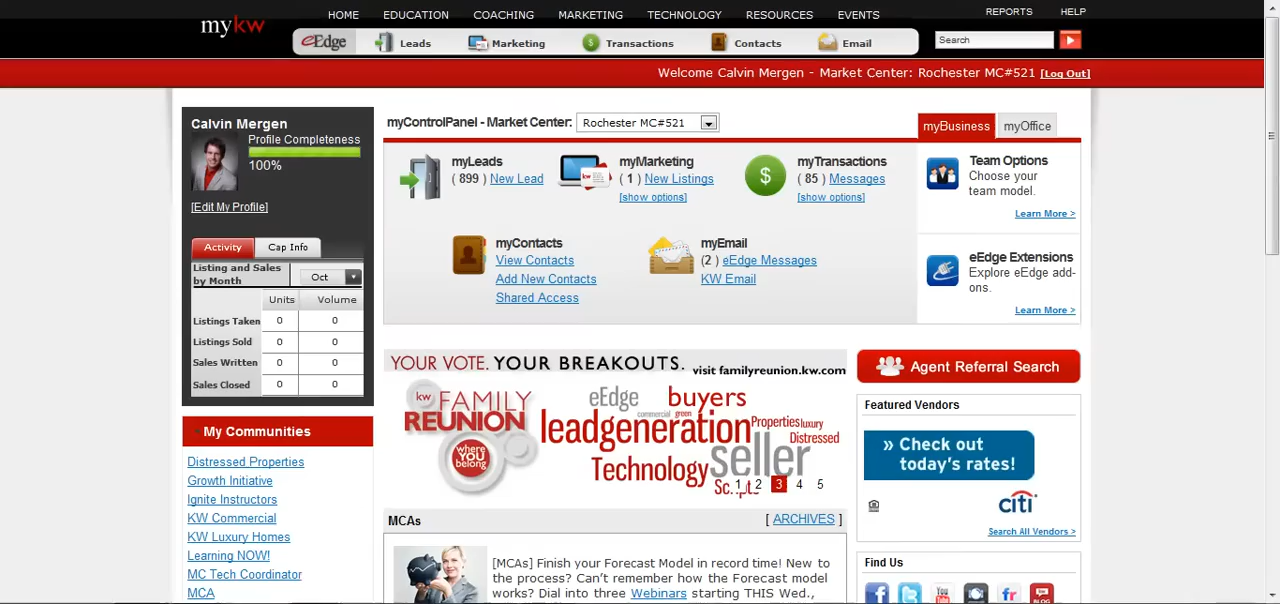 mykw
HOME EDUCATION COACHING MARKETING TECHNOLOGY RESOURCES EVENTS REPORTS HELP
eEdge Leads Marketing Transactions Contacts Email Search
Welcome Calvin Mergen - Market Center: Rochester MC#521 [Log Out]
Calvin Mergen
Profile Completeness
100%
[Edit My Profile]
Activity Cap Info
Listing and Sales by Month Oct
Units Volume
Listings Taken 0 0
Listings Sold 0 0
Sales Written 0 0
Sales Closed 0 0
My Communities
Distressed Properties
Growth Initiative
Ignite Instructors
KW Commercial
KW Luxury Homes
Learning NOW!
MC Tech Coordinator
MCA
myControlPanel - Market Center: Rochester MC#521
myBusiness myOffice
myLeads
( 899 ) New Lead
myMarketing
( 1 ) New Listings
[show options]
myTransactions
( 85 ) Messages
[show options]
myContacts
View Contacts
Add New Contacts
Shared Access
myEmail
(2 ) eEdge Messages
KW Email
Team Options
Choose your
team model.
Learn More >
eEdge Extensions
Explore eEdge add-
ons.
Learn More >
YOUR VOTE. YOUR BREAKOUTS. visit familyreunion.kw.com
kw FAMILY
REUNION
where
YOU
belong
eEdge buyers
commercial green
leadgeneration Properties luxury
Distressed
Technology seller
Scripts
1 2 3 4 5
MCAs [ ARCHIVES ]
[MCAs] Finish your Forecast Model in record time! New to
the process? Can't remember how the Forecast model
works? Dial into three Webinars starting THIS Wed.,
Agent Referral Search
Featured Vendors
» Check out
today's rates!
citi
Search All Vendors >
Find Us
f t You fr BLOG